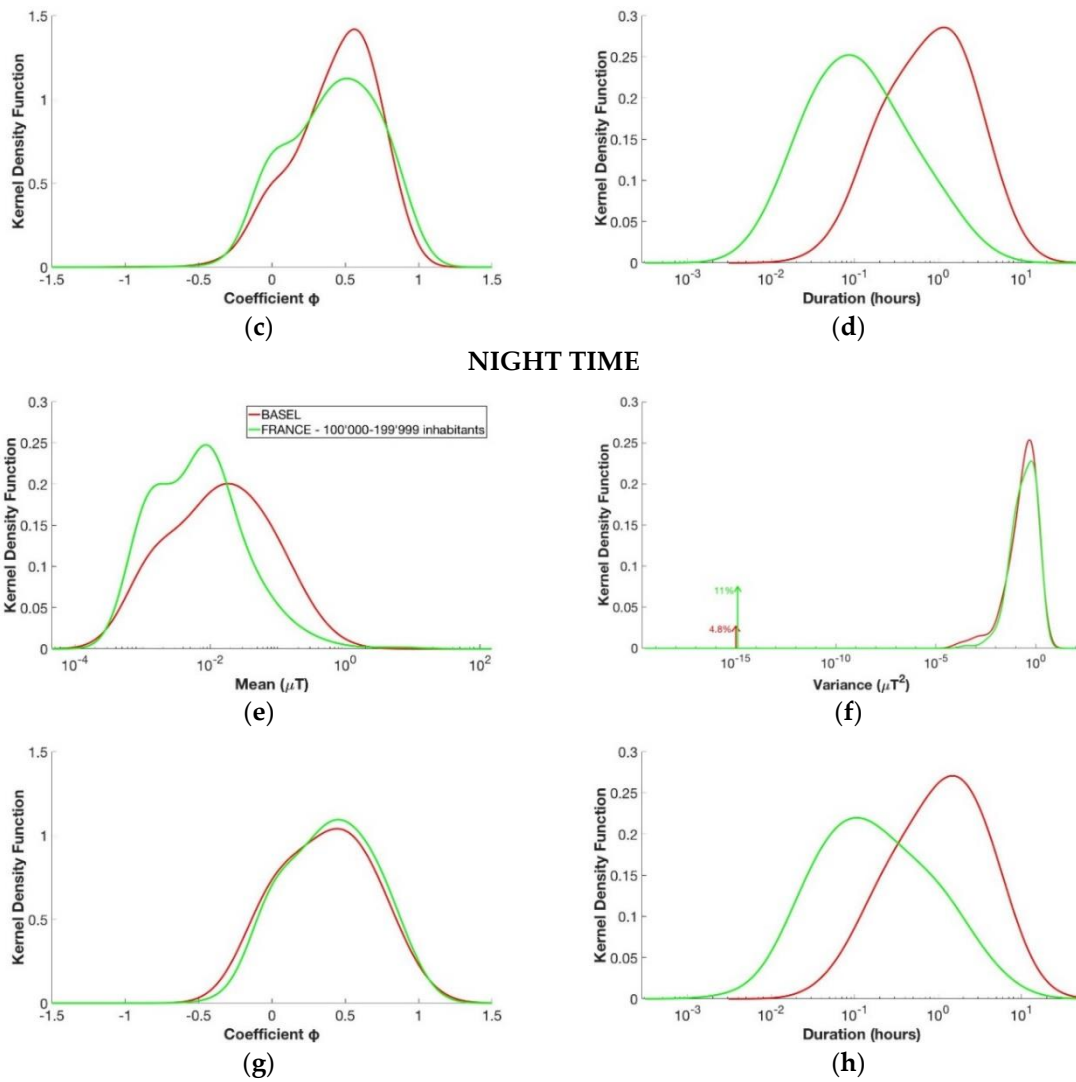 1.5
1
0.5
0
Kernel Density Function
-1.5 -1 -0.5 0 0.5 1 1.5
Coefficient ϕ
(c)
0.3
0.25
0.2
0.15
0.1
0.05
0
Kernel Density Function
10⁻³ 10⁻² 10⁻¹ 10⁰ 10¹
Duration (hours)
(d)
NIGHT TIME
0.3
0.25
0.2
0.15
0.1
0.05
0
Kernel Density Function
BASEL
FRANCE - 100'000-199'999 inhabitants
10⁻⁴ 10⁻² 10⁰ 10²
Mean (μT)
(e)
0.3
0.25
0.2
0.15
0.1
0.05
0
Kernel Density Function
11%
4.8%
10⁻¹⁵ 10⁻¹⁰ 10⁻⁵ 10⁰
Variance (μT²)
(f)
1.5
1
0.5
0
Kernel Density Function
-1.5 -1 -0.5 0 0.5 1 1.5
Coefficient ϕ
(g)
0.3
0.25
0.2
0.15
0.1
0.05
0
Kernel Density Function
10⁻³ 10⁻² 10⁻¹ 10⁰ 10¹
Duration (hours)
(h)